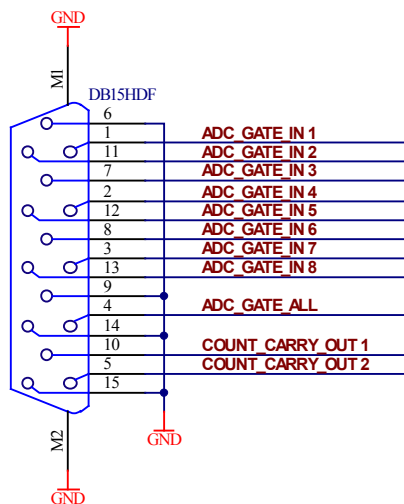 GND
M1
DB15HDF
6
1 ADC_GATE_IN 1
11 ADC_GATE_IN 2
7 ADC_GATE_IN 3
2 ADC_GATE_IN 4
12 ADC_GATE_IN 5
8 ADC_GATE_IN 6
3 ADC_GATE_IN 7
13 ADC_GATE_IN 8
9
4 ADC_GATE_ALL
14
10 COUNT_CARRY_OUT 1
5 COUNT_CARRY_OUT 2
15
M2
GND
GND